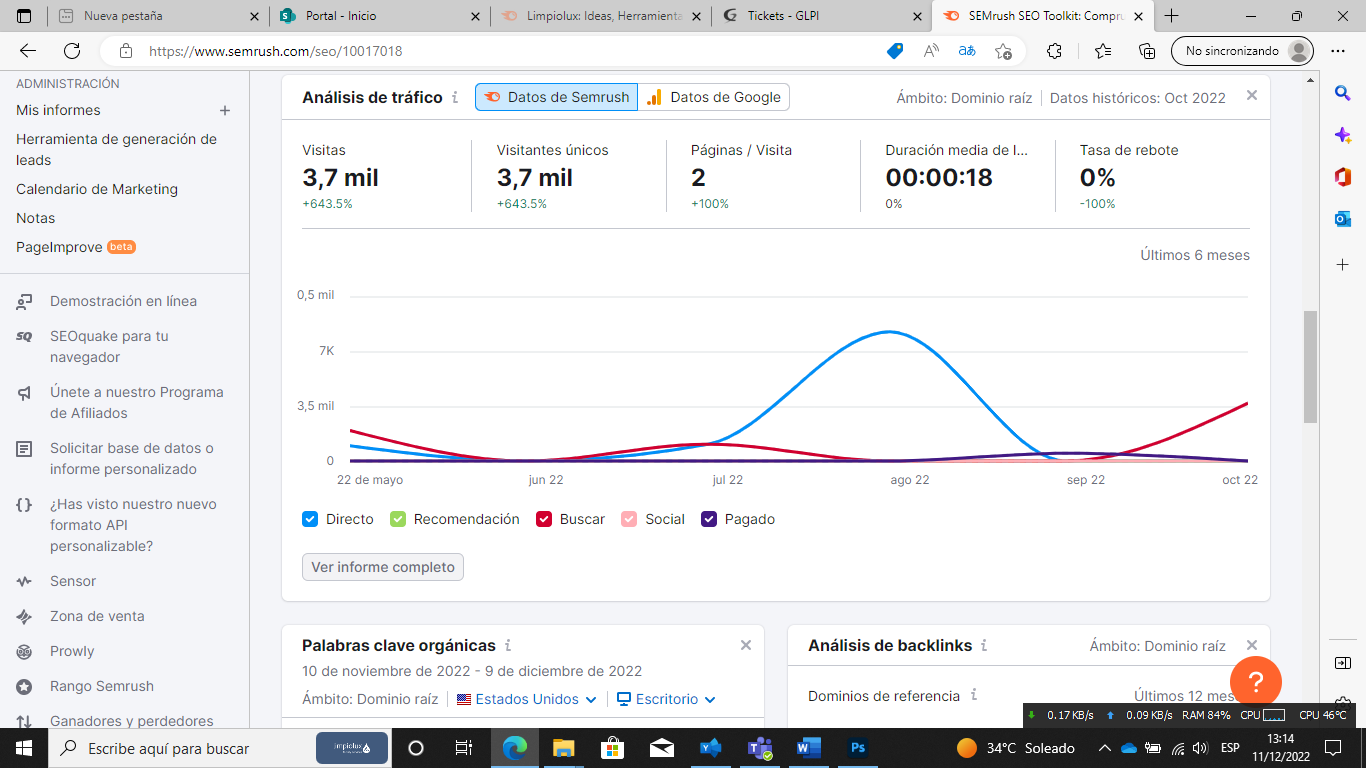 Nueva pestaña
Portal - Inicio
Limpiolux: Ideas, Herramienta
Tickets - GLPI
SEMrush SEO Toolkit: Compru
https://www.semrush.com/seo/10017018
No sincronizando
ADMINISTRACIÓN
Mis informes
Herramienta de generación de
leads
Calendario de Marketing
Notas
PageImprove beta
Demostración en línea
SEOquake para tu
navegador
Únete a nuestro Programa
de Afiliados
Solicitar base de datos o
informe personalizado
¿Has visto nuestro nuevo
formato API
personalizable?
Sensor
Zona de venta
Prowly
Rango Semrush
Ganadores y perdedores
Análisis de tráfico
Datos de Semrush
Datos de Google
Ámbito: Dominio raíz
Datos históricos: Oct 2022
Visitas
3,7 mil
+643.5%
Visitantes únicos
3,7 mil
+643.5%
Páginas / Visita
2
+100%
Duración media de l...
00:00:18
0%
Tasa de rebote
0%
-100%
Últimos 6 meses
0,5 mil
7K
3,5 mil
0
22 de mayo
jun 22
jul 22
ago 22
sep 22
oct 22
Directo
Recomendación
Buscar
Social
Pagado
Ver informe completo
Palabras clave orgánicas
10 de noviembre de 2022 - 9 de diciembre de 2022
Ámbito: Dominio raíz
Estados Unidos
Escritorio
Análisis de backlinks
Ámbito: Dominio raíz
Dominios de referencia
Últimos 12 mes
?
0.17 KB/s
0.09 KB/s
RAM 84%
CPU
CPU 46°C
Escribe aquí para buscar
limpiolux
34°C Soleado
ESP
13:14
11/12/2022